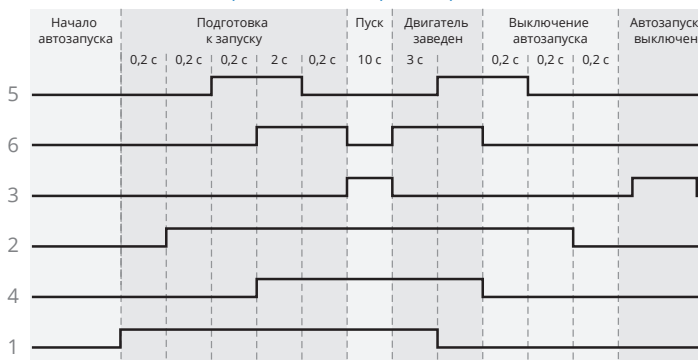 Начало
автозапуска
Подготовка
к запуску
Пуск
Двигатель
заведен
Выключение
автозапуска
Автозапуск
выключен
0,2 с 0,2 с 0,2 с 2 с 0,2 с 10 с 3 с 0,2 с 0,2 с 0,2 с
5
6
3
2
4
1